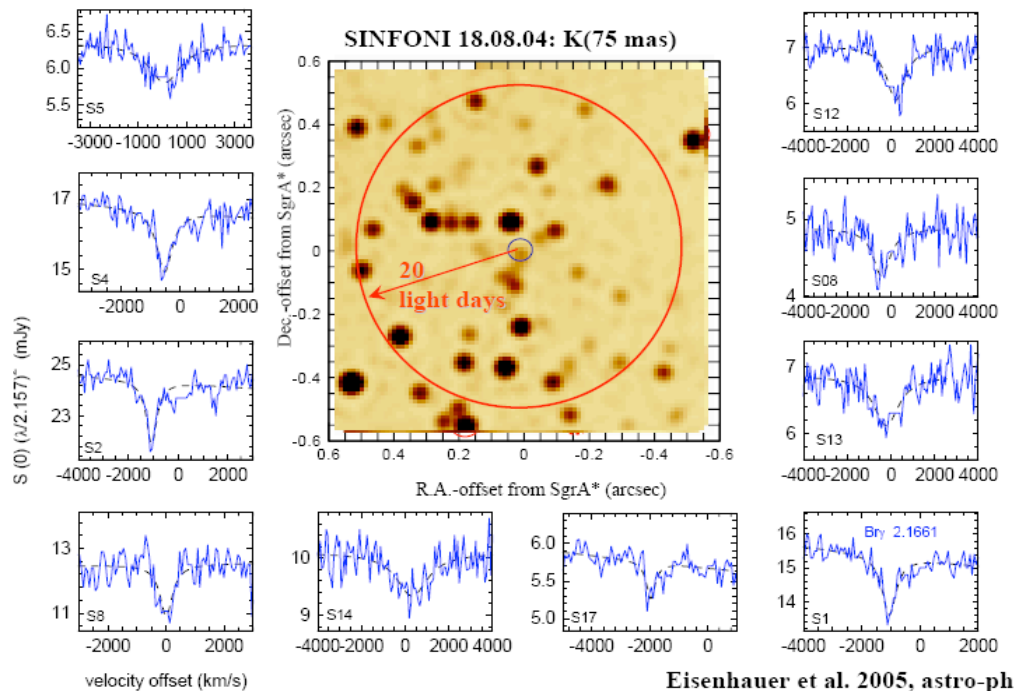 SINFONI 18.08.04: K(75 mas)
6.5
6.0
5.5
S5
-3000 -1000 0 1000 3000
17
15
S4
-2000 0 2000
25
23
S2
-4000 -2000 0 2000
S (0) (λ/2.157)⁻ (mJy)
13
11
S8
-2000 0 2000
velocity offset (km/s)
0.6
0.4
0.2
0
-0.2
-0.4
-0.6
Dec.-offset from SgrA* (arcsec)
20
light days
0.6 0.4 0.2 0 -0.2 -0.4 -0.6
R.A.-offset from SgrA* (arcsec)
10
9
S14
-4000 -2000 0 2000 4000
6.0
5.5
5.0
S17
-4000 -2000 0
7
6
S12
-4000 -2000 0 2000 4000
5
4
S08
-4000 -2000 0 2000 4000
7
6
S13
-4000 -2000 0 2000 4000
16
15
14
Brγ 2.1661
S1
-4000 -2000 0 2000
Eisenhauer et al. 2005, astro-ph